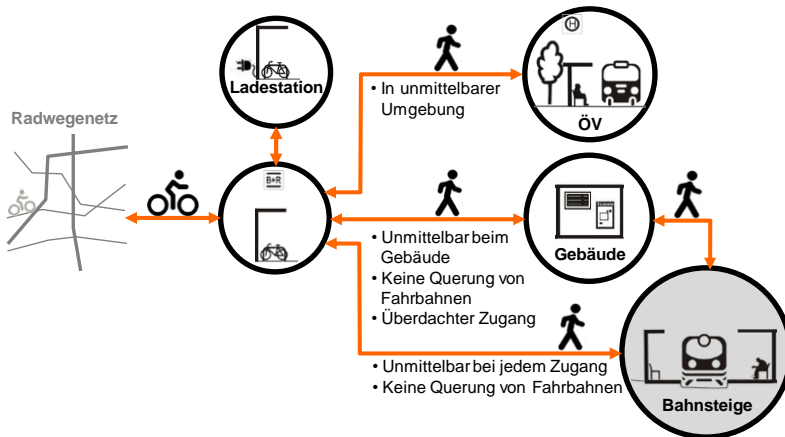 H
Ladestation
• In unmittelbarer
Umgebung
ÖV
Radwegenetz
B+R
• Unmittelbar beim
Gebäude
• Keine Querung von
Fahrbahnen
• Überdachter Zugang
Gebäude
• Unmittelbar bei jedem Zugang
• Keine Querung von Fahrbahnen
Bahnsteige